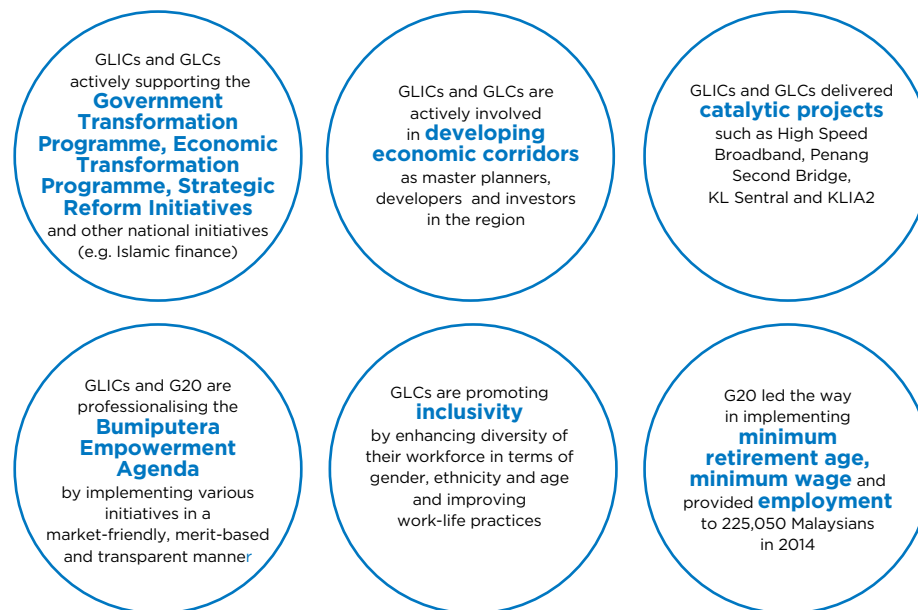 GLICs and GLCs
actively supporting the
Government
Transformation
Programme, Economic
Transformation
Programme, Strategic
Reform Initiatives
and other national initiatives
(e.g. Islamic finance)
GLICs and GLCs are
actively involved
in developing
economic corridors
as master planners,
developers and investors
in the region
GLICs and GLCs delivered
catalytic projects
such as High Speed
Broadband, Penang
Second Bridge,
KL Sentral and KLIA2
GLICs and G20 are
professionalising the
Bumiputera
Empowerment
Agenda
by implementing various
initiatives in a
market-friendly, merit-based
and transparent manner
GLCs are promoting
inclusivity
by enhancing diversity of
their workforce in terms of
gender, ethnicity and age
and improving
work-life practices
G20 led the way
in implementing
minimum
retirement age,
minimum wage and
provided employment
to 225,050 Malaysians
in 2014